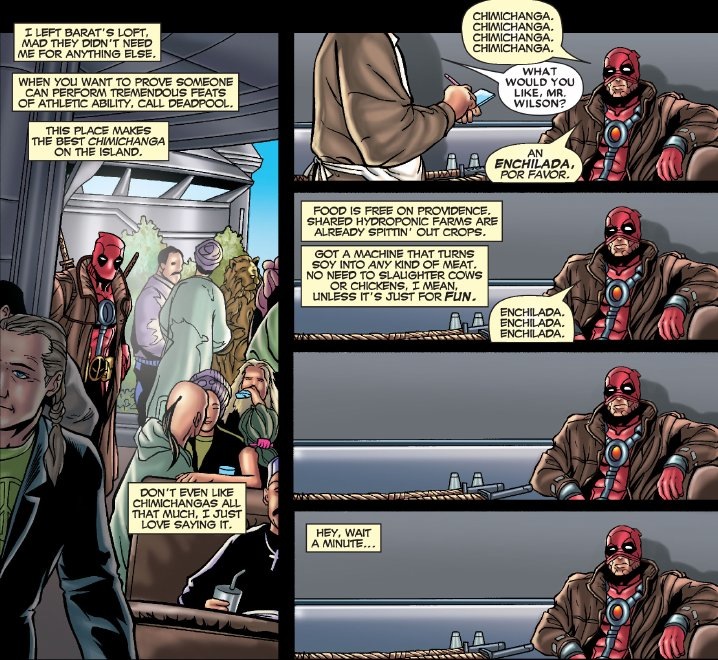 I LEFT BARAT'S LOFT,
MAD THEY DIDN'T NEED
ME FOR ANYTHING ELSE.
WHEN YOU WANT TO PROVE SOMEONE
CAN PERFORM TREMENDOUS FEATS
OF ATHLETIC ABILITY, CALL DEADPOOL.
THIS PLACE MAKES
THE BEST CHIMICHANGA
ON THE ISLAND.
DON'T EVEN LIKE
CHIMICHANGAS ALL
THAT MUCH, I JUST
LOVE SAYING IT.
CHIMICHANGA.
CHIMICHANGA.
CHIMICHANGA.
CHIMICHANGA.
WHAT
WOULD YOU
LIKE, MR.
WILSON?
AN
ENCHILADA,
POR FAVOR.
FOOD IS FREE ON PROVIDENCE.
SHARED HYDROPONIC FARMS ARE
ALREADY SPITTIN' OUT CROPS.
GOT A MACHINE THAT TURNS
SOY INTO ANY KIND OF MEAT.
NO NEED TO SLAUGHTER COWS
OR CHICKENS, I MEAN,
UNLESS IT'S JUST FOR FUN.
ENCHILADA.
ENCHILADA.
ENCHILADA.
HEY, WAIT
A MINUTE...